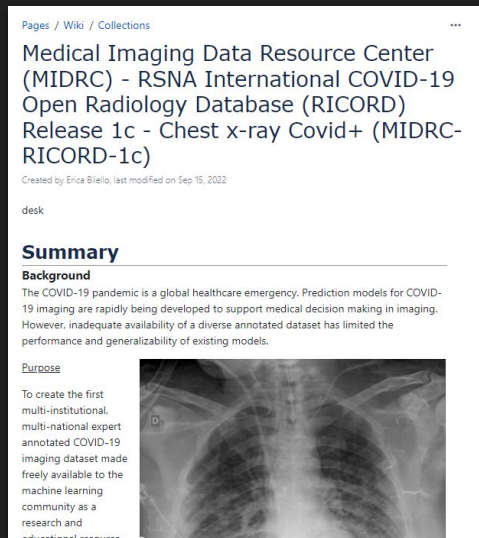 Pages / Wiki / Collections
Medical Imaging Data Resource Center
(MIDRC) - RSNA International COVID-19
Open Radiology Database (RICORD)
Release 1c - Chest x-ray Covid+ (MIDRC-
RICORD-1c)
Created by Erica Bilello, last modified on Sep 15, 2022
desk
Summary
Background
The COVID-19 pandemic is a global healthcare emergency. Prediction models for COVID-
19 imaging are rapidly being developed to support medical decision making in imaging.
However, inadequate availability of a diverse annotated dataset has limited the
performance and generalizability of existing models.
Purpose
To create the first
multi-institutional,
multi-national expert
annotated COVID-19
imaging dataset made
freely available to the
machine learning
community as a
research and
educational resource
D